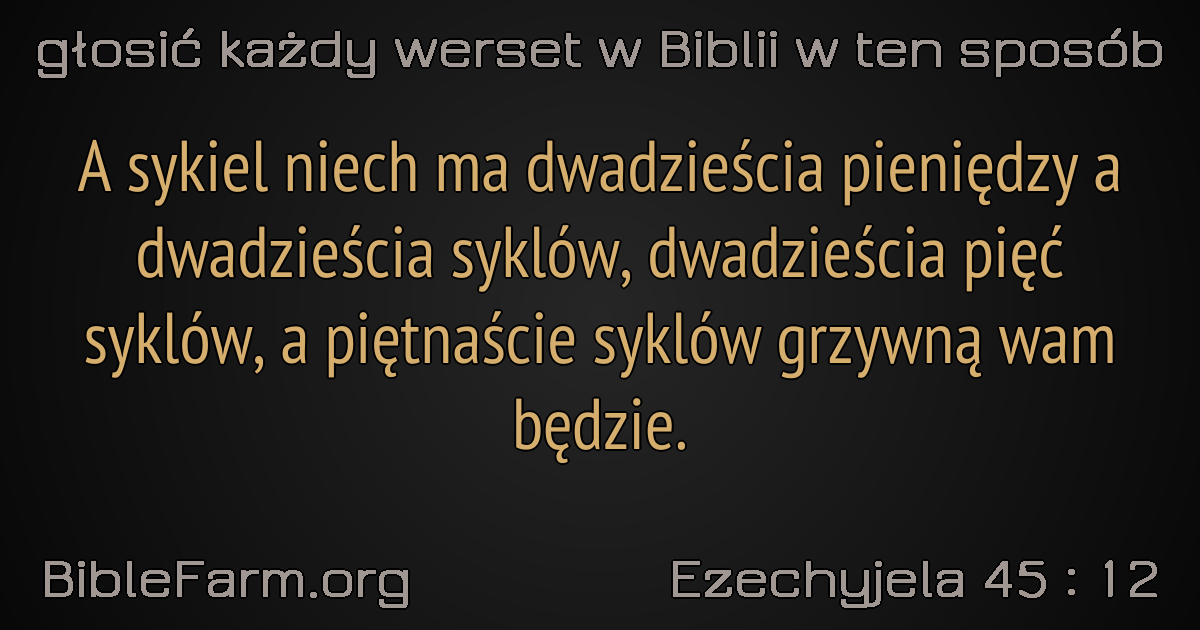 głosić każdy werset w Biblii w ten sposób
A sykiel niech ma dwadzieścia pieniędzy a
dwadzieścia syklów, dwadzieścia pięć
syklów, a piętnaście syklów grzywną wam
będzie.
BibleFarm.org
Ezechyjela 45 : 12